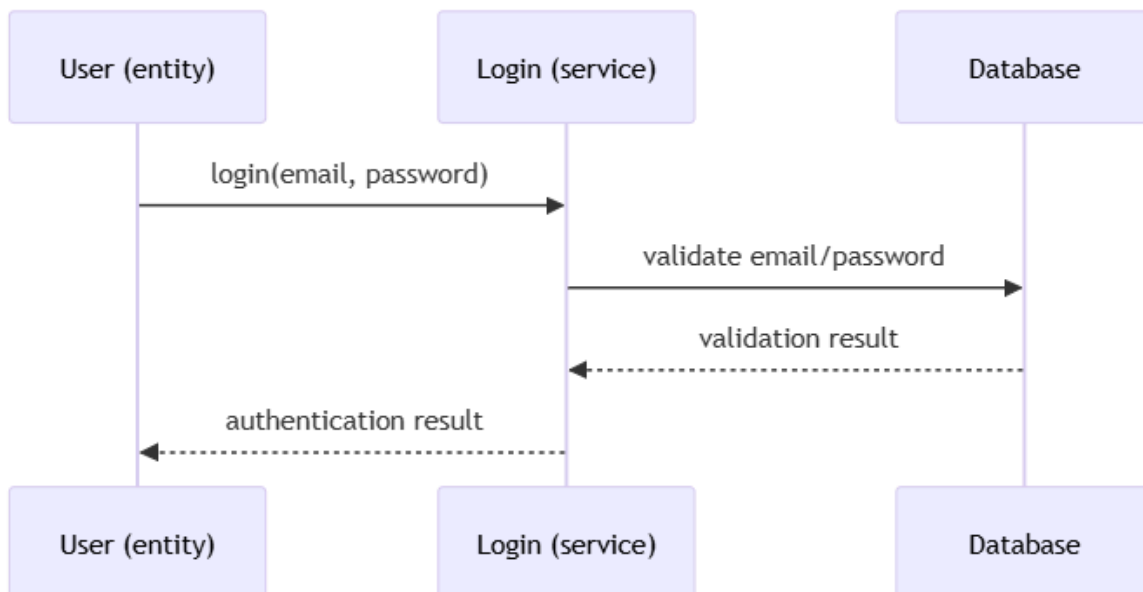 User (entity)
Login (service)
Database
login(email, password)
validate email/password
validation result
authentication result
User (entity)
Login (service)
Database